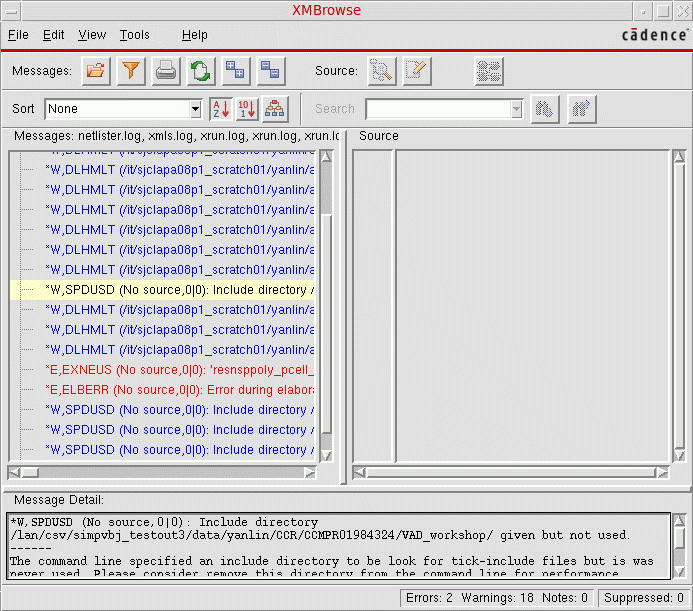 XMBrowse
File Edit View Tools Help
cādence
Messages: Source:
Sort None A Z 10 1 Search
Messages: netlister.log, xmls.log, xrun.log, xrun.log, xrun.lo
Source
*W,DLHMLT (/it/sjclapa08p1_scratch01/yanlin/a
*W,DLHMLT (/it/sjclapa08p1_scratch01/yanlin/a
*W,DLHMLT (/it/sjclapa08p1_scratch01/yanlin/a
*W,DLHMLT (/it/sjclapa08p1_scratch01/yanlin/a
*W,DLHMLT (/it/sjclapa08p1_scratch01/yanlin/a
*W,DLHMLT (/it/sjclapa08p1_scratch01/yanlin/a
*W,DLHMLT (/it/sjclapa08p1_scratch01/yanlin/a
*W,SPDUSD (No source,0|0): Include directory /
*W,DLHMLT (/it/sjclapa08p1_scratch01/yanlin/a
*W,DLHMLT (/it/sjclapa08p1_scratch01/yanlin/a
*W,DLHMLT (/it/sjclapa08p1_scratch01/yanlin/a
*E,EXNEUS (No source,0|0): 'resnsppoly_pcell_
*E,ELBERR (No source,0|0): Error during elabor
*W,SPDUSD (No source,0|0): Include directory /
*W,SPDUSD (No source,0|0): Include directory /
*W,SPDUSD (No source,0|0): Include directory /
Message Detail:
*W,SPDUSD (No source,0|0): Include directory
/lan/csv/simpvbj_testout3/data/yanlin/CCR/CCMPR01984324/VAD_workshop/ given but not used.
------
The command line specified an include directory to be look for tick-include files but is was
never used. Please consider remove this directory from the command line for performance
Errors: 2 Warnings: 18 Notes: 0 Suppressed: 0